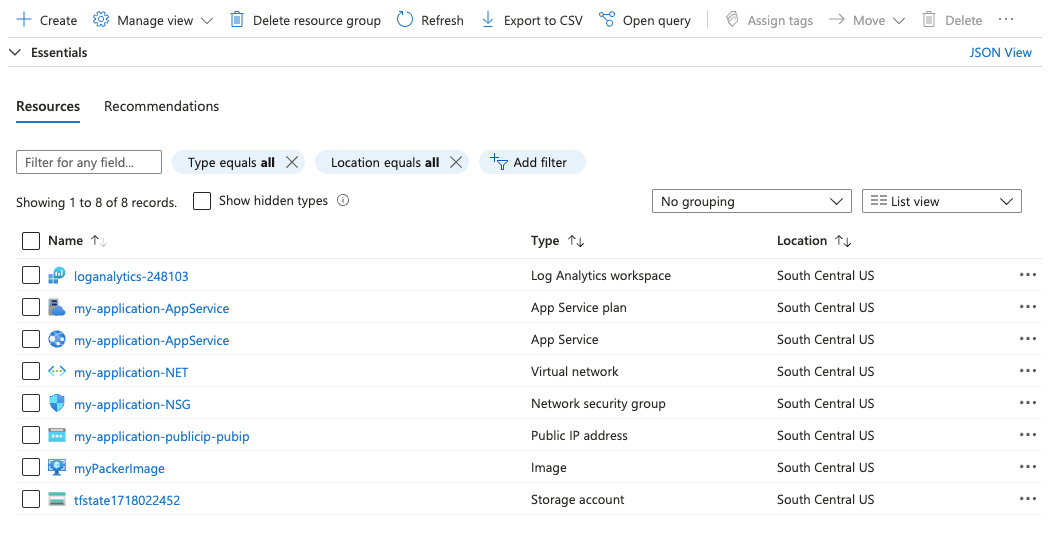 Create Manage view Delete resource group Refresh Export to CSV Open query Assign tags Move Delete ...
Essentials JSON View
Resources Recommendations
Filter for any field... Type equals all Location equals all Add filter
Showing 1 to 8 of 8 records. Show hidden types No grouping List view
Name Type Location
loganalytics-248103 Log Analytics workspace South Central US ...
my-application-AppService App Service plan South Central US ...
my-application-AppService App Service South Central US ...
my-application-NET Virtual network South Central US ...
my-application-NSG Network security group South Central US ...
my-application-publicip-pubip Public IP address South Central US ...
myPackerImage Image South Central US ...
tfstate1718022452 Storage account South Central US ...